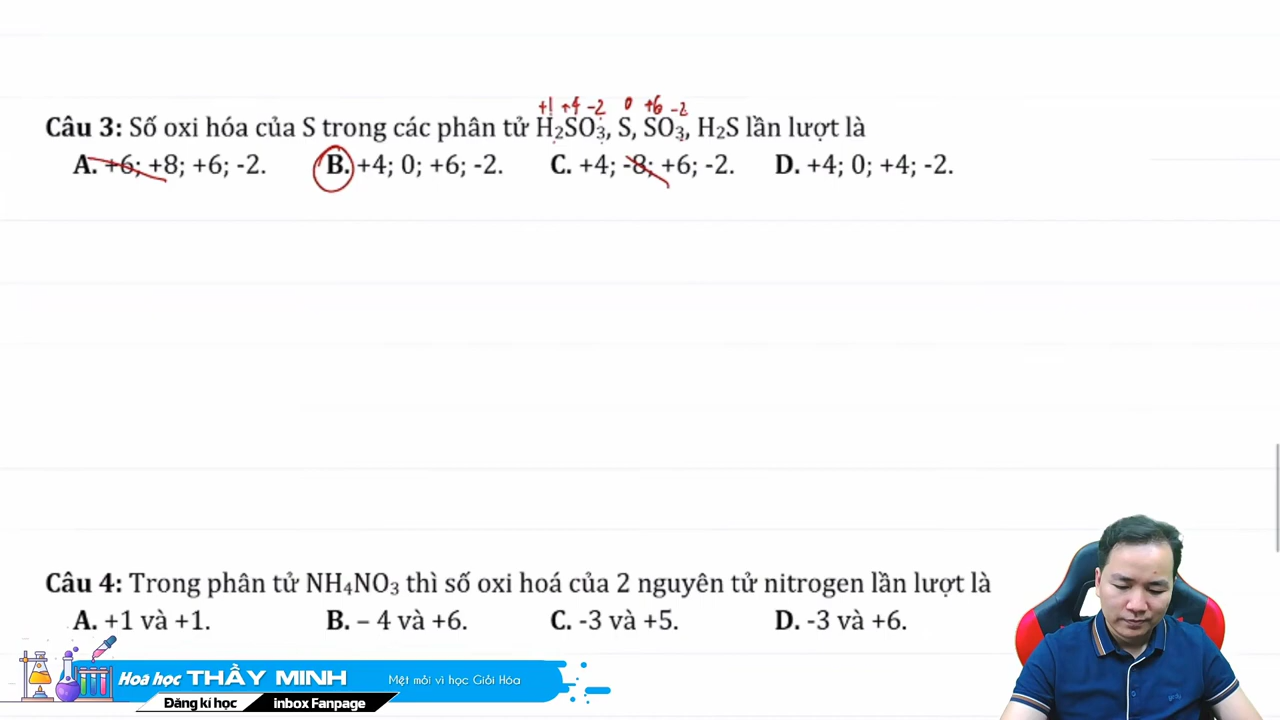 +1 +4 -2 0 +6 -2
Câu 3: Số oxi hóa của S trong các phân tử H₂SO₃, S, SO₃, H₂S lần lượt là
A. +6; +8; +6; -2. B. +4; 0; +6; -2. C. +4; -8; +6; -2. D. +4; 0; +4; -2.
Câu 4: Trong phân tử NH₄NO₃ thì số oxi hoá của 2 nguyên tử nitrogen lần lượt là
A. +1 và +1. B. – 4 và +6. C. -3 và +5. D. -3 và +6.
Hoá học THẦY MINH Mệt mỏi vì học Giỏi Hóa
Đăng kí học inbox Fanpage